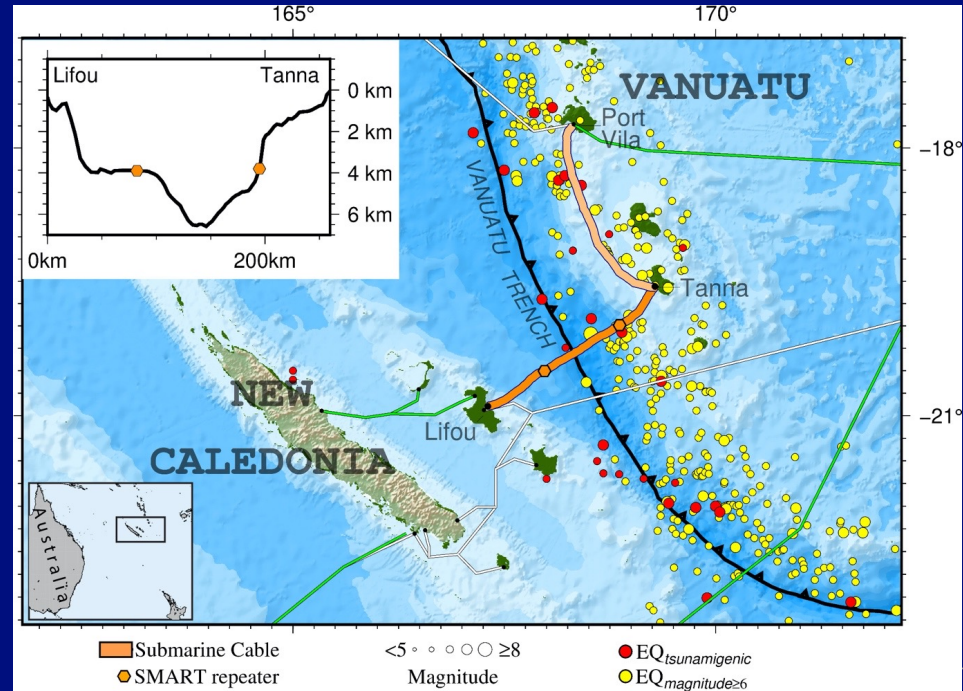 165°
170°
Lifou
Tanna
0 km
2 km
4 km
6 km
0km
200km
VANUATU
Port
Vila
−18°
VANUATU TRENCH
Tanna
NEW
CALEDONIA
Lifou
−21°
Australia
Submarine Cable
<5
≥8
EQtsunamigenic
SMART repeater
Magnitude
EQmagnitude≥6